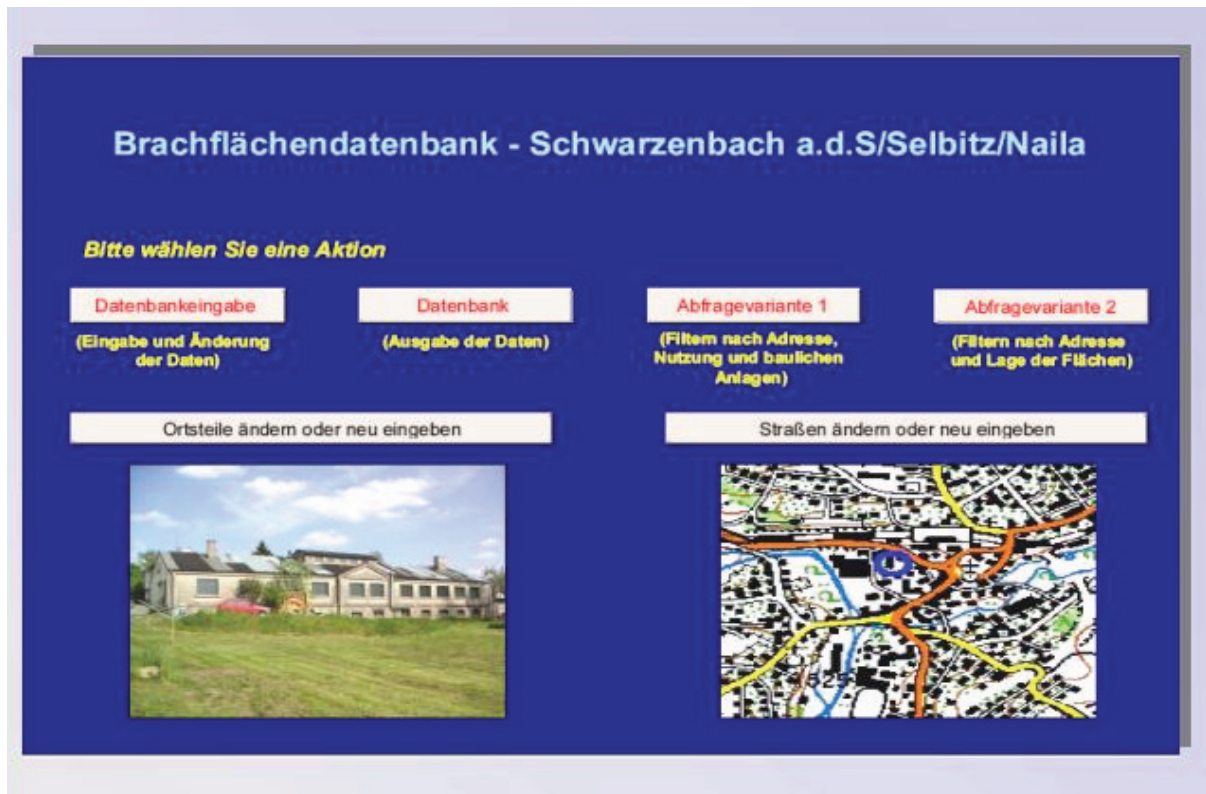 Brachflächendatenbank - Schwarzenbach a.d.S/Selbitz/Naila
Bitte wählen Sie eine Aktion
Datenbankeingabe
(Eingabe und Änderung
der Daten)
Datenbank
(Ausgabe der Daten)
Abfragevariante 1
(Filtern nach Adresse,
Nutzung und baulichen
Anlagen)
Abfragevariante 2
(Filtern nach Adresse
und Lage der Flächen)
Ortsteile ändern oder neu eingeben
Straßen ändern oder neu eingeben